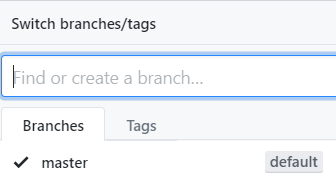 Switch branches/tags
Find or create a branch...
Branches Tags
master default